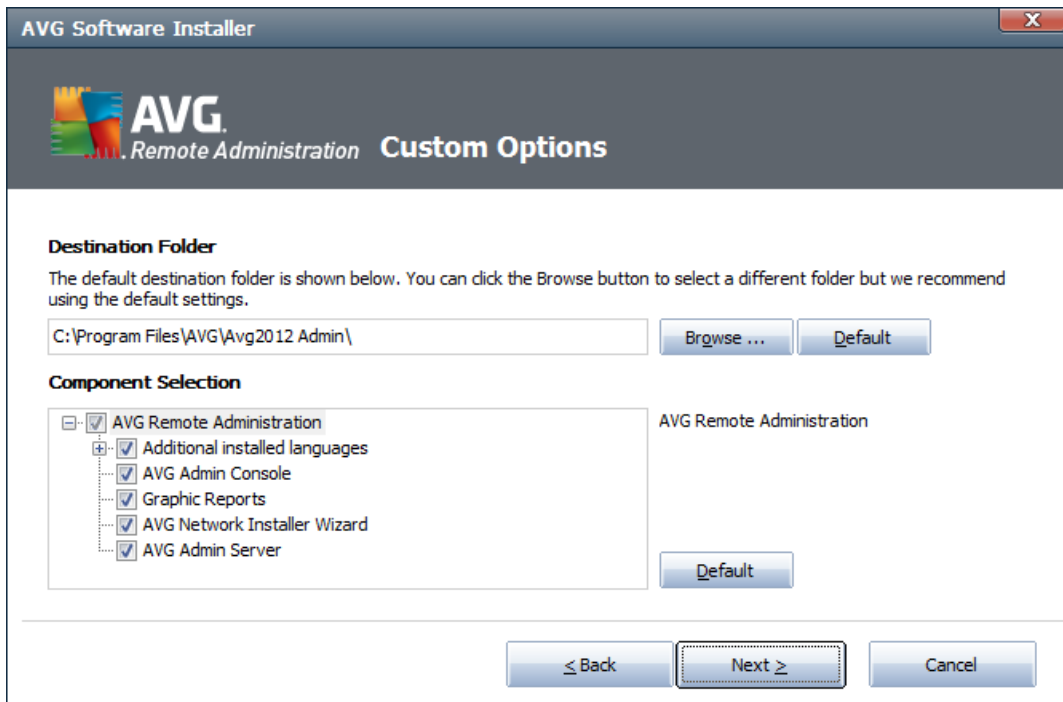 AVG Software Installer
AVG.
Remote Administration Custom Options
Destination Folder
The default destination folder is shown below. You can click the Browse button to select a different folder but we recommend
using the default settings.
C:\Program Files\AVG\Avg2012 Admin\
Browse ...
Default
Component Selection
AVG Remote Administration
AVG Remote Administration
Additional installed languages
AVG Admin Console
Graphic Reports
AVG Network Installer Wizard
AVG Admin Server
Default
< Back
Next >
Cancel